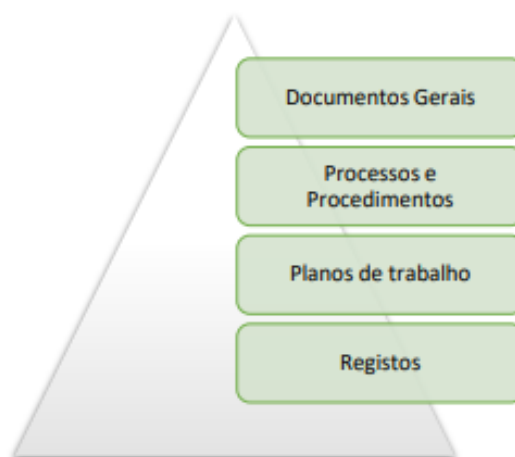 Documentos Gerais
Processos e
Procedimentos
Planos de trabalho
Registos